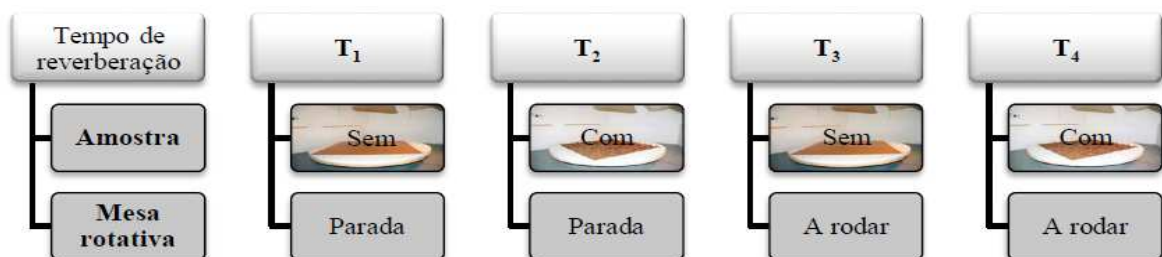 Tempo de
reverberação
T₁
T₂
T₃
T₄
Amostra
Sem
Com
Sem
Com
Mesa
rotativa
Parada
Parada
A rodar
A rodar